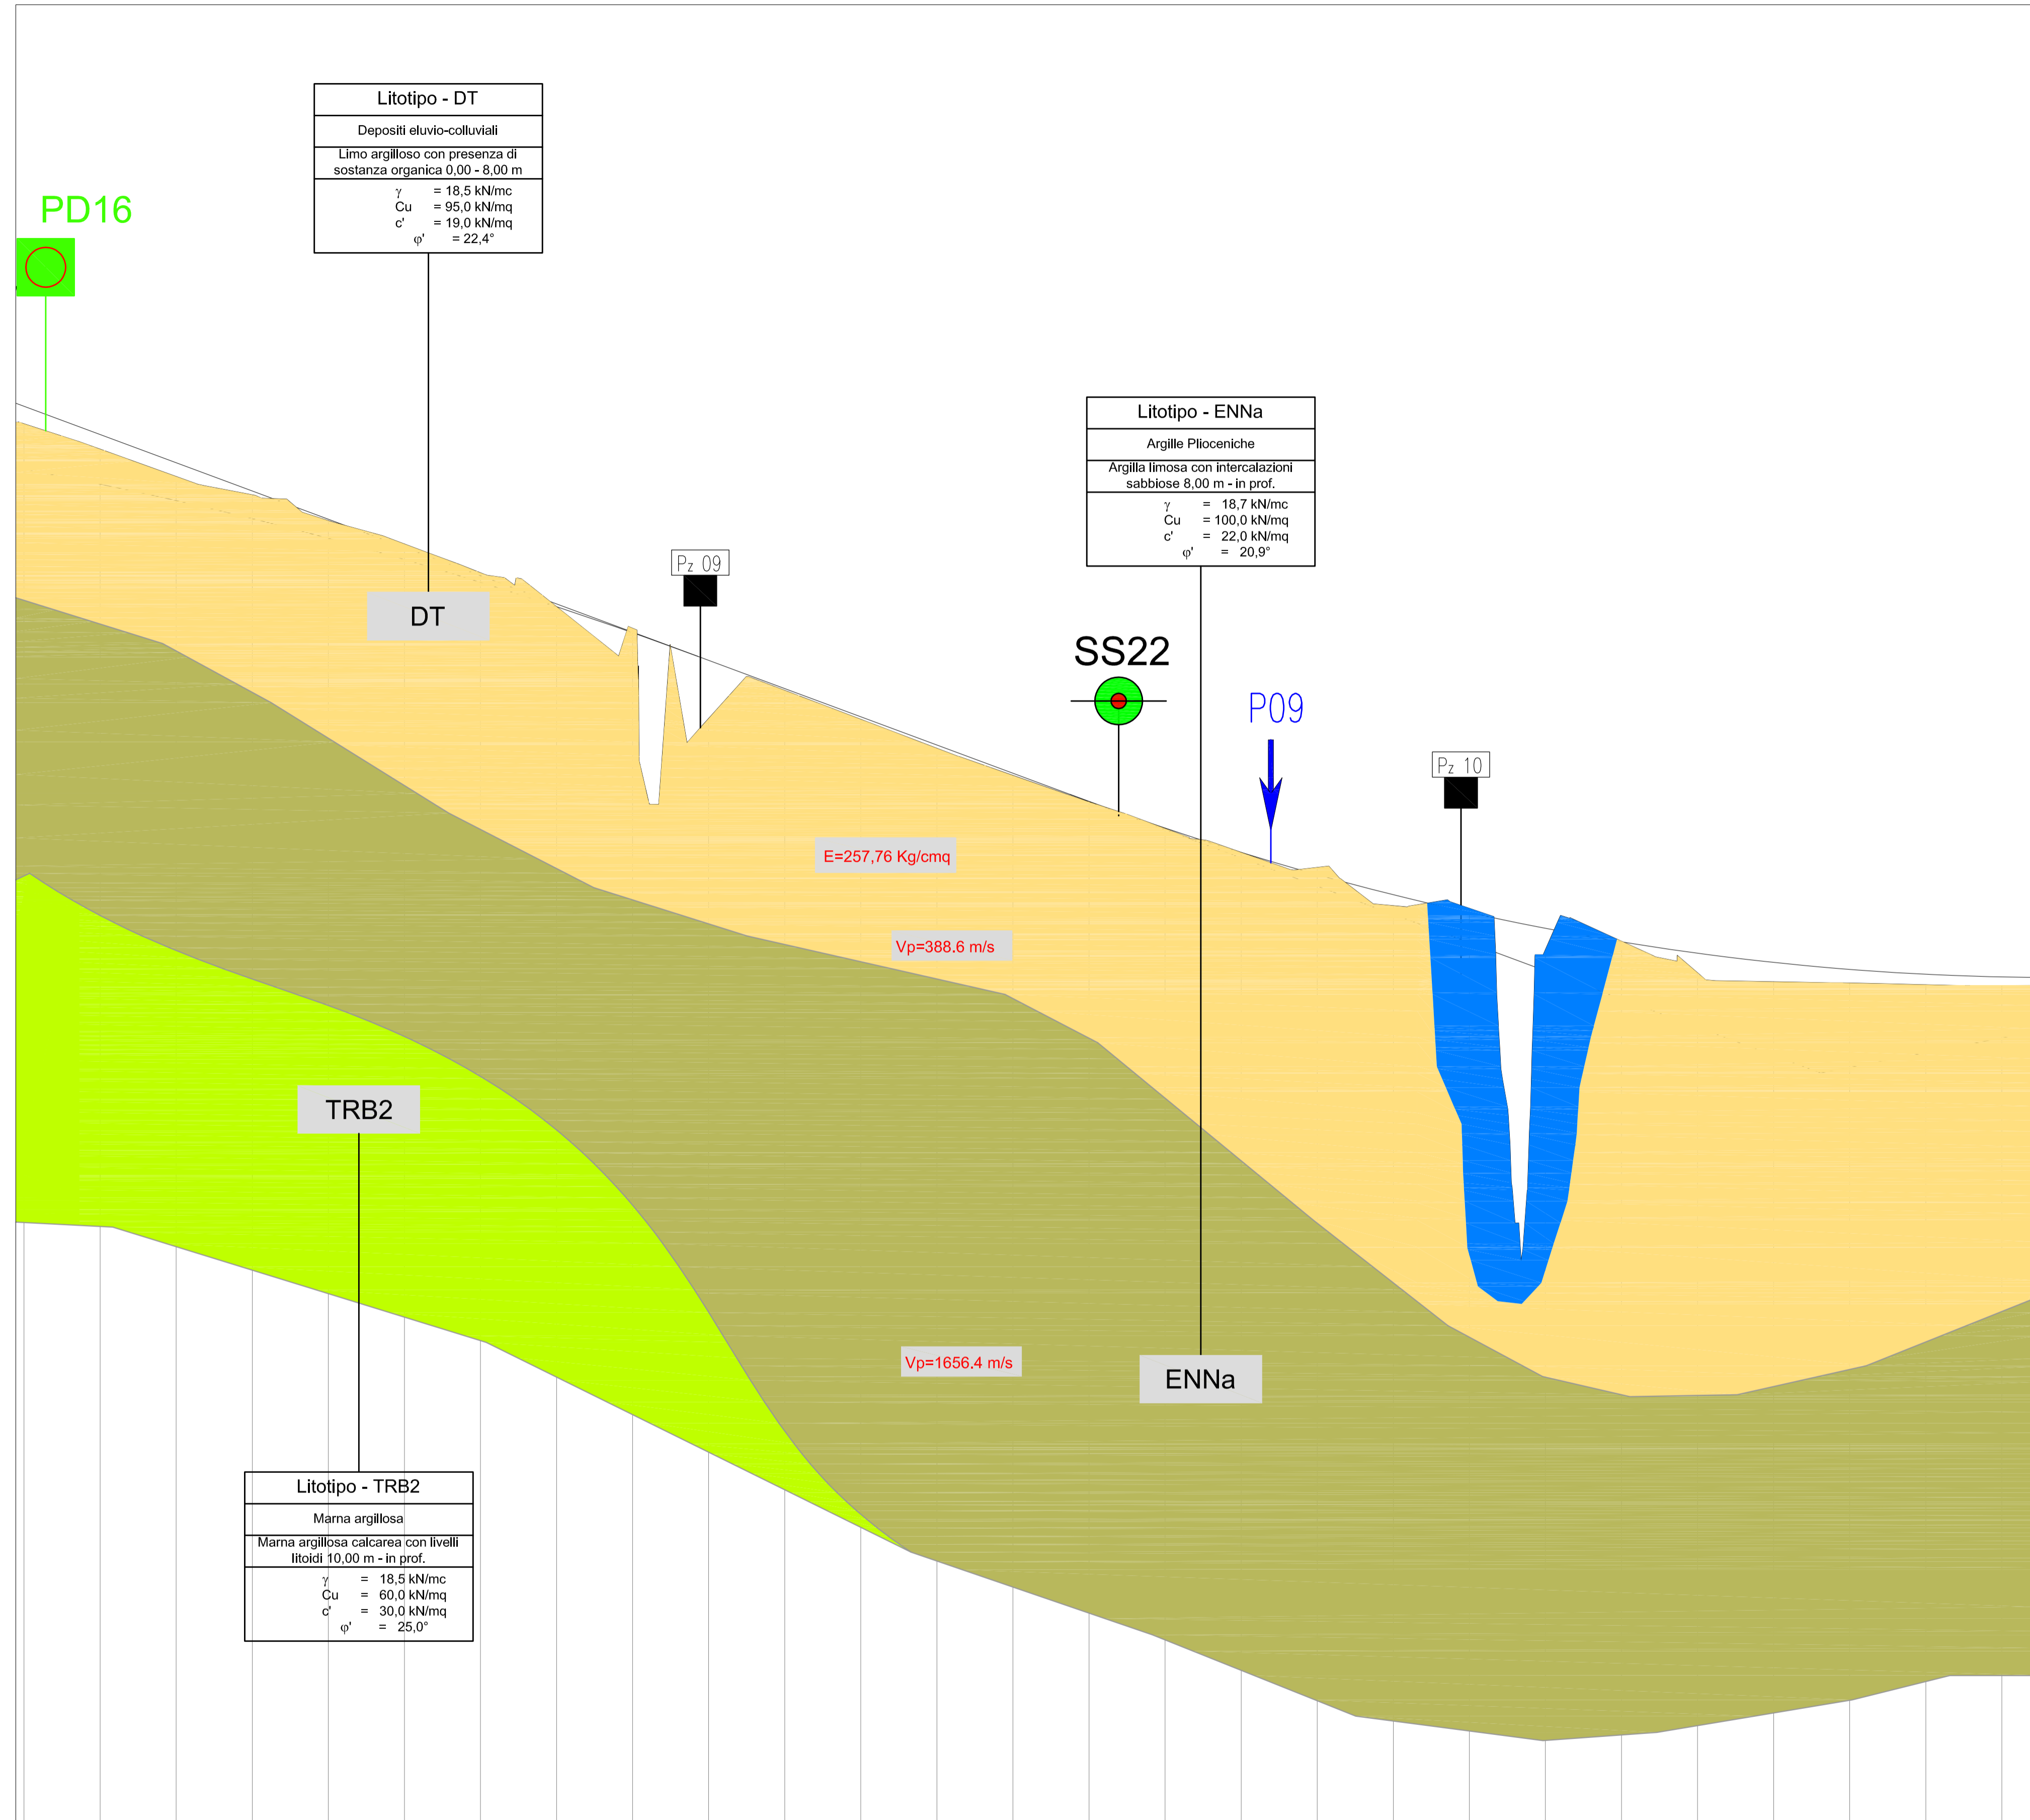 Litotipo - DT
Depositi eluvio-colluviali
Limo argilloso con presenza di
sostanza organica 0,00 - 8,00 m
γ = 18,5 kN/mc
Cu = 95,0 kN/mq
c' = 19,0 kN/mq
φ' = 22,4°
PD16
Litotipo - ENNa
Argille Plioceniche
Argilla limosa con intercalazioni
sabbiose 8,00 m - in prof.
γ = 18,7 kN/mc
Cu = 100,0 kN/mq
c' = 22,0 kN/mq
φ' = 20,9°
Pz 09
DT
SS22
P09
Pz 10
E=257,76 Kg/cmq
Vp=388.6 m/s
TRB2
Vp=1656.4 m/s
ENNa
Litotipo - TRB2
Marna argillosa
Marna argillosa calcarea con livelli
litoidi 10,00 m - in prof.
γ = 18,5 kN/mc
Cu = 60,0 kN/mq
c' = 30,0 kN/mq
φ' = 25,0°